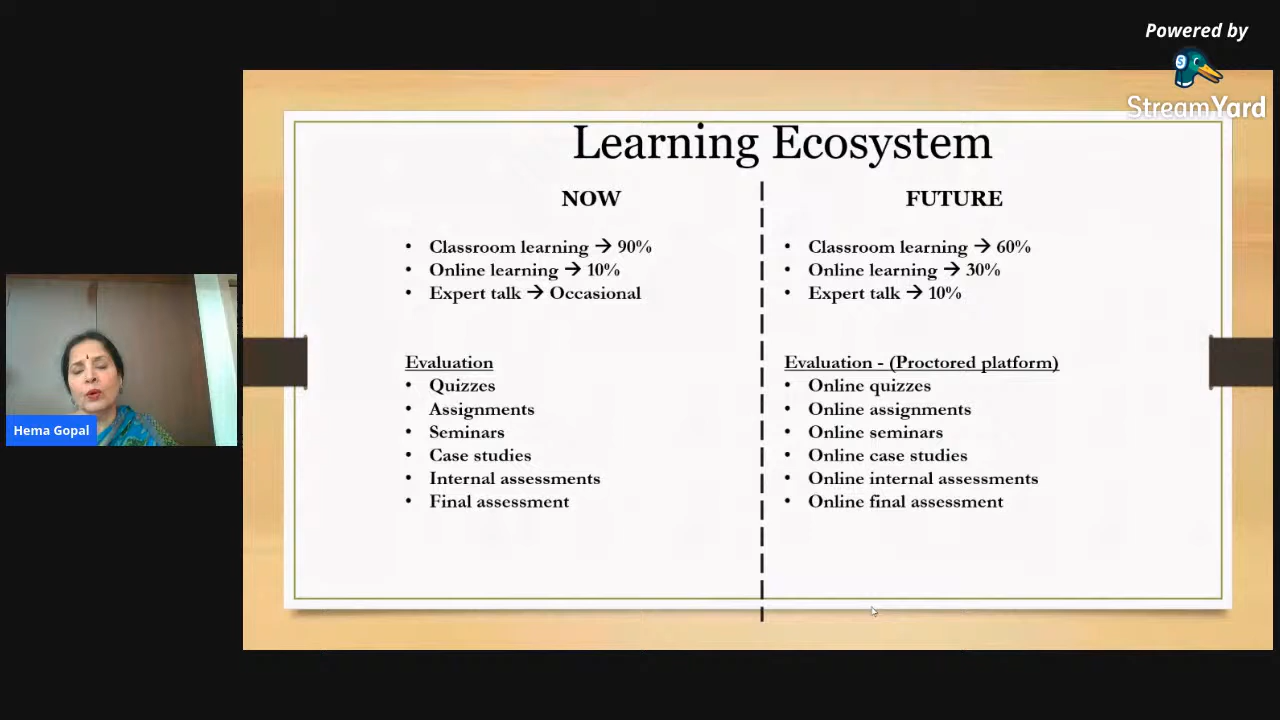 Powered by
S
StreamYard
Learning Ecosystem
NOW
• Classroom learning → 90%
• Online learning → 10%
• Expert talk → Occasional
Evaluation
• Quizzes
• Assignments
• Seminars
• Case studies
• Internal assessments
• Final assessment
FUTURE
• Classroom learning → 60%
• Online learning → 30%
• Expert talk → 10%
Evaluation - (Proctored platform)
• Online quizzes
• Online assignments
• Online seminars
• Online case studies
• Online internal assessments
• Online final assessment
Hema Gopal